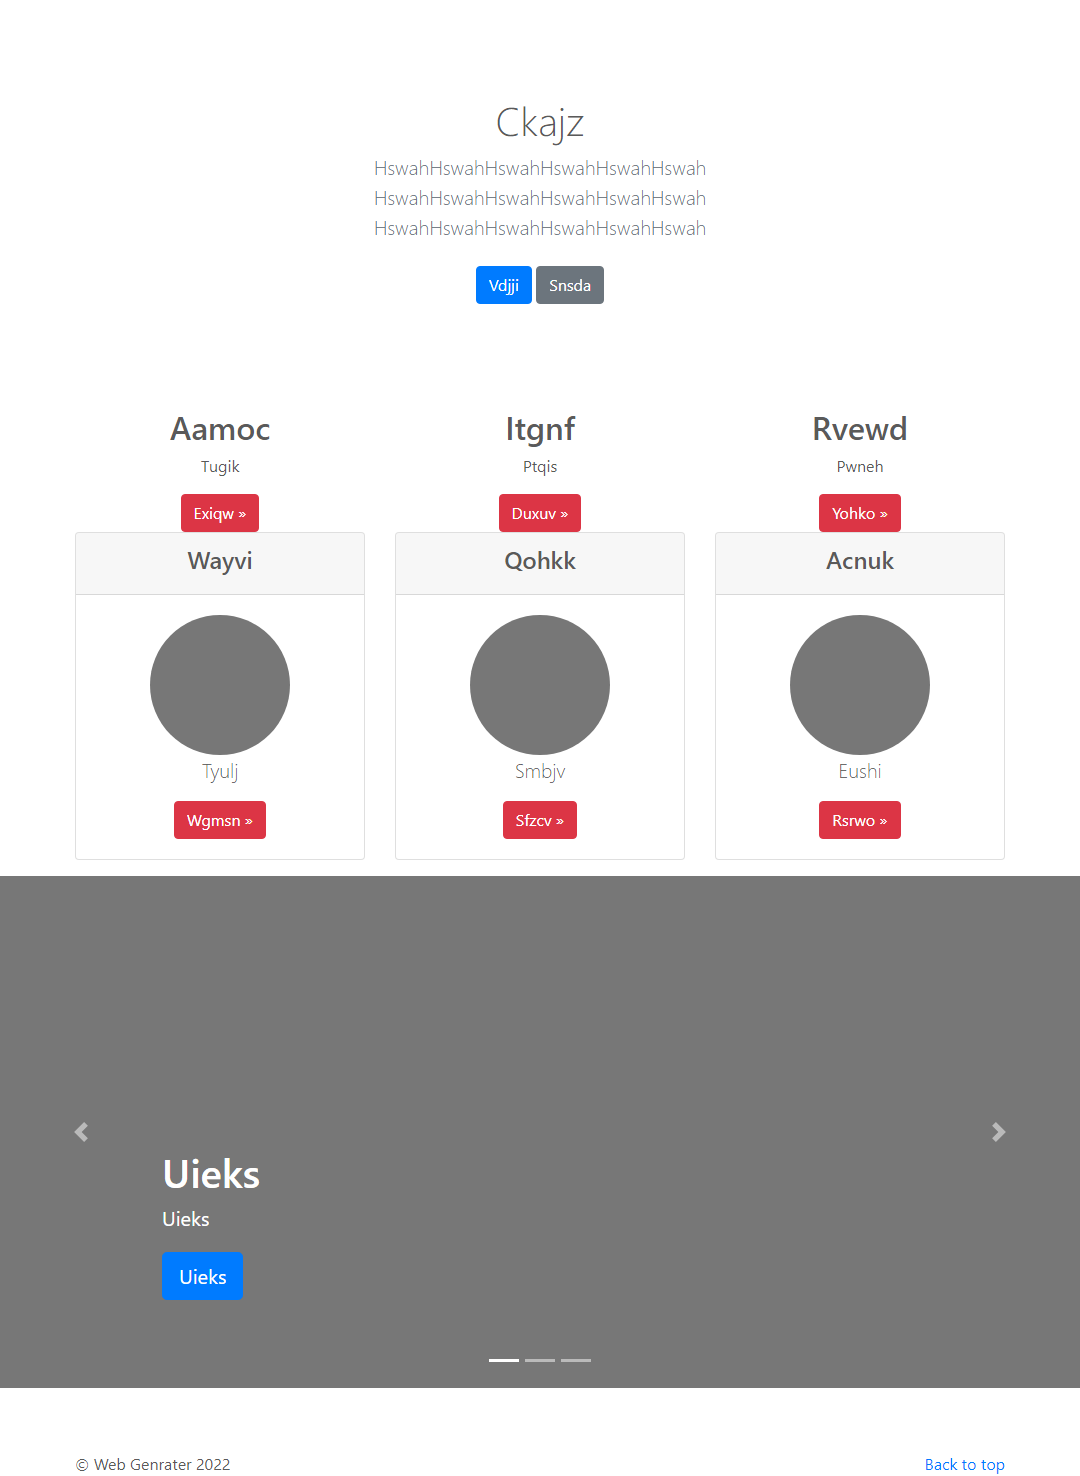 Ckajz
HswahHswahHswahHswahHswahHswah
HswahHswahHswahHswahHswahHswah
HswahHswahHswahHswahHswahHswah
Vdjji Snsda
Aamoc Itgnf Rvewd
Tugik Ptqis Pwneh
Exiqw » Duxuv » Yohko »
Wayvi Qohkk Acnuk
Tyulj Smbjv Eushi
Wgmsn » Sfzcv » Rsrwo »
Uieks
Uieks
Uieks
© Web Genrater 2022 Back to top